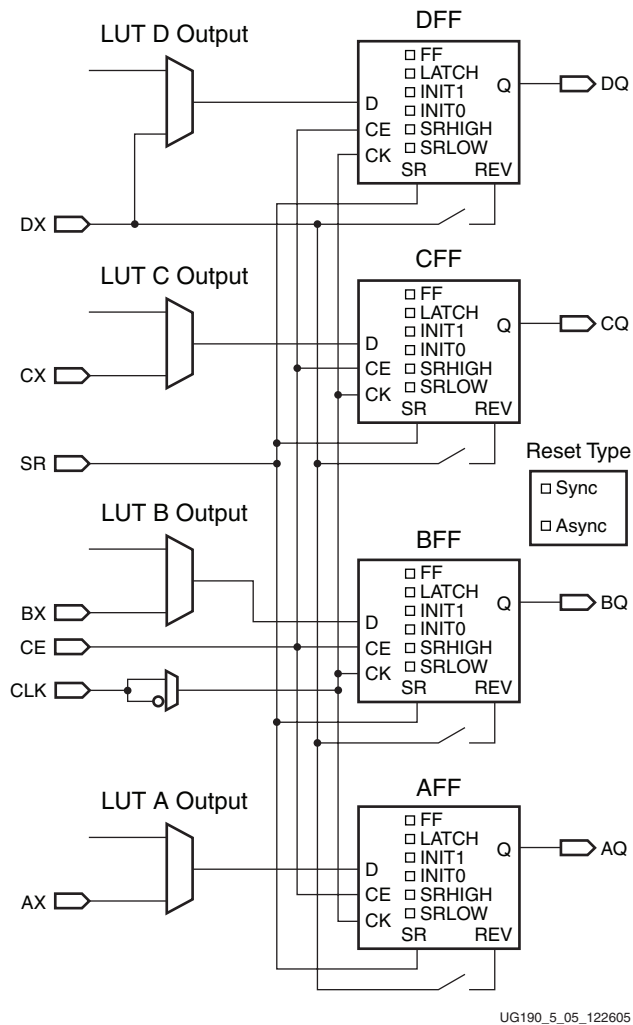 DFF
LUT D Output
FF
LATCH
INIT1
INIT0
SRHIGH
SRLOW
D
CE
CK
Q
SR REV
DQ
DX
CFF
LUT C Output
FF
LATCH
INIT1
INIT0
SRHIGH
SRLOW
D
CE
CK
Q
SR REV
CQ
CX
SR
Reset Type
Sync
Async
LUT B Output
BFF
FF
LATCH
INIT1
INIT0
SRHIGH
SRLOW
D
CE
CK
Q
SR REV
BQ
BX
CE
CLK
AFF
LUT A Output
FF
LATCH
INIT1
INIT0
SRHIGH
SRLOW
D
CE
CK
Q
SR REV
AQ
AX
UG190_5_05_122605